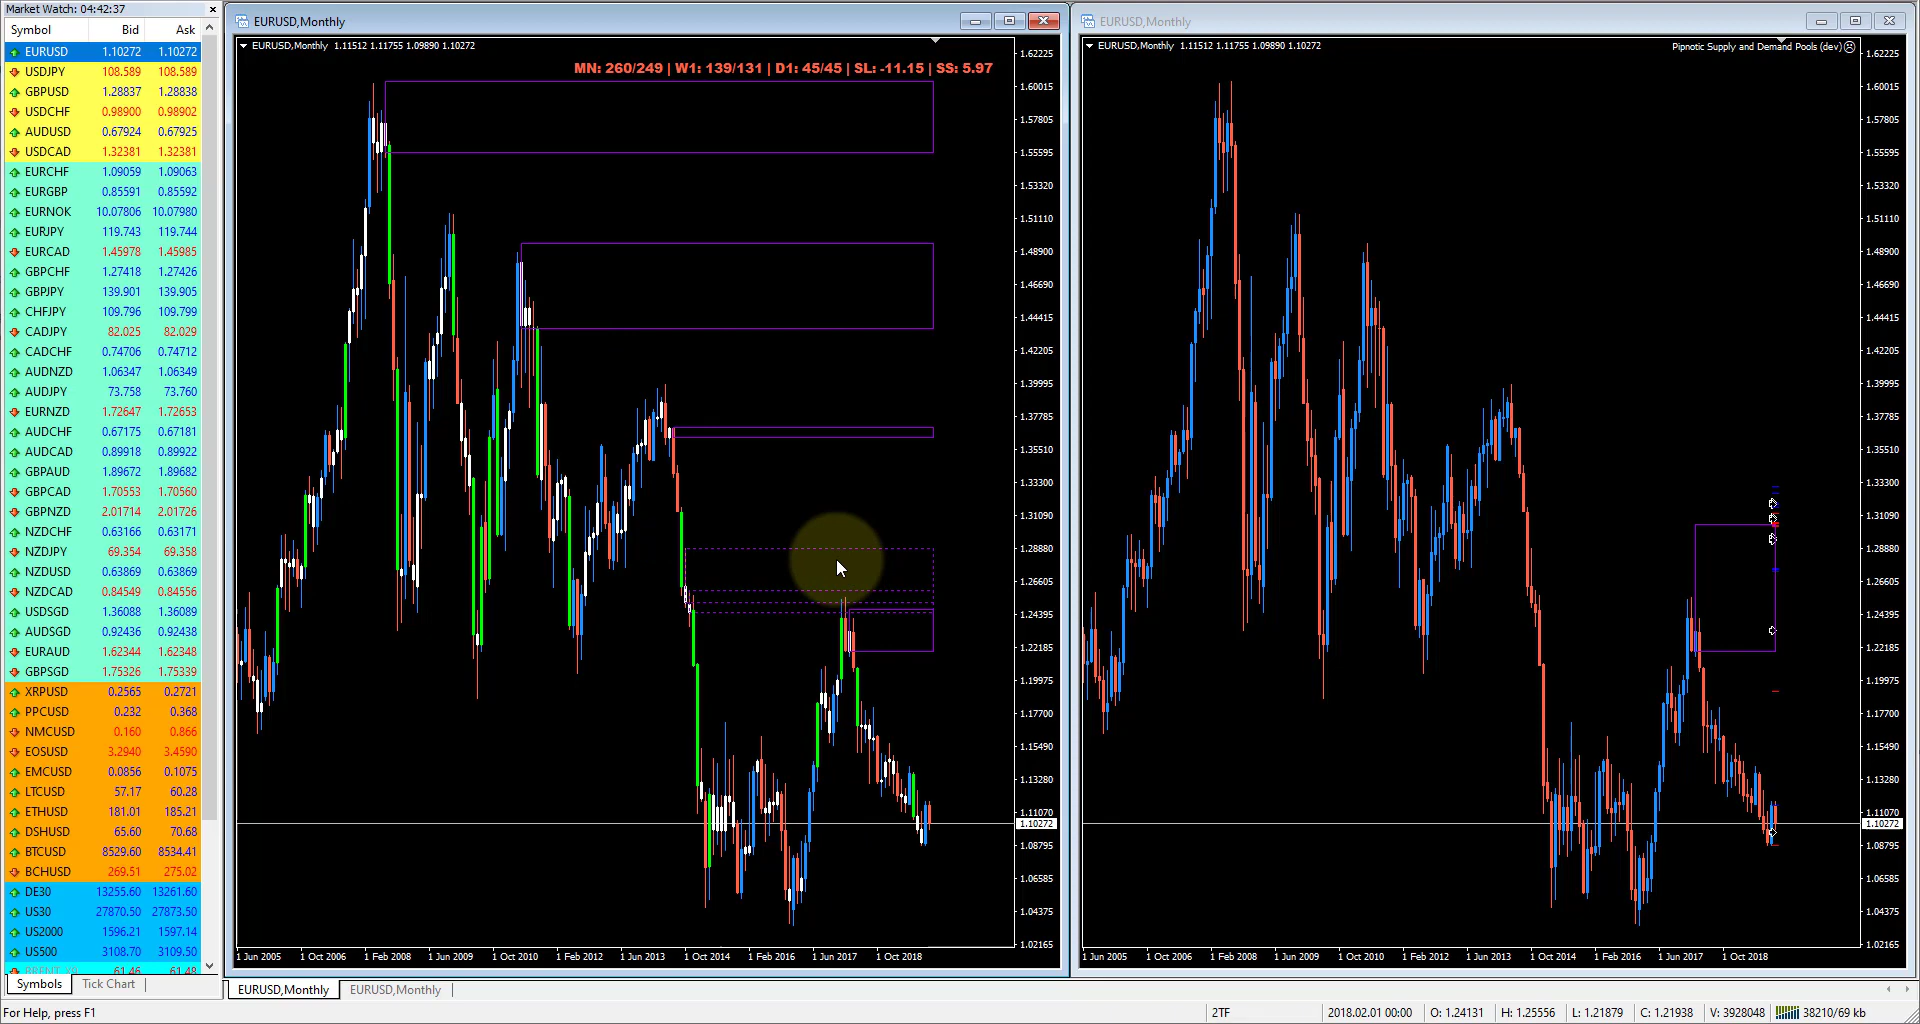 Market Watch: 04:42:37
Symbol Bid Ask
EURUSD 1.10272 1.10272
USDJPY 108.589 108.589
GBPUSD 1.28837 1.28838
USDCHF 0.98900 0.98902
AUDUSD 0.67924 0.67925
USDCAD 1.32381 1.32381
EURCHF 1.09059 1.09063
EURGBP 0.85591 0.85592
EURNOK 10.07806 10.07980
EURJPY 119.743 119.744
EURCAD 1.45978 1.45985
GBPCHF 1.27418 1.27426
GBPJPY 139.901 139.905
CHFJPY 109.796 109.799
CADJPY 82.025 82.029
CADCHF 0.74706 0.74712
AUDNZD 1.06347 1.06349
AUDJPY 73.758 73.760
EURNZD 1.72647 1.72653
AUDCHF 0.67175 0.67181
AUDCAD 0.89918 0.89922
GBPAUD 1.89672 1.89682
GBPCAD 1.70553 1.70560
GBPNZD 2.01714 2.01726
NZDCHF 0.63166 0.63171
NZDJPY 69.354 69.358
NZDUSD 0.63869 0.63869
NZDCAD 0.84549 0.84556
USDSGD 1.36088 1.36089
AUDSGD 0.92436 0.92438
EURAUD 1.62344 1.62348
GBPSGD 1.75326 1.75339
XRPUSD 0.2565 0.2721
PPCUSD 0.232 0.368
NMCUSD 0.160 0.866
EOSUSD 3.2940 3.4590
EMCUSD 0.0856 0.1075
LTCUSD 57.17 60.28
ETHUSD 181.01 185.21
DSHUSD 65.60 70.68
BTCUSD 8529.60 8534.41
BCHUSD 269.51 275.02
DE30 13255.60 13261.60
US30 27870.50 27873.50
US2000 1596.21 1597.14
US500 3108.70 3109.50
61.46 61.48
Symbols Tick Chart
EURUSD,Monthly
EURUSD,Monthly 1.11512 1.11755 1.09890 1.10272
MN: 260/249 | W1: 139/131 | D1: 45/45 | SL: -11.15 | SS: 5.97
1.62225
1.60015
1.57805
1.55595
1.53320
1.51110
1.48900
1.46690
1.44415
1.42205
1.39995
1.37785
1.35510
1.33300
1.31090
1.28880
1.26605
1.24395
1.22185
1.19975
1.17700
1.15490
1.13280
1.11070
1.10272
1.08795
1.06585
1.04375
1.02165
1 Jun 2005 1 Oct 2006 1 Feb 2008 1 Jun 2009 1 Oct 2010 1 Feb 2012 1 Jun 2013 1 Oct 2014 1 Feb 2016 1 Jun 2017 1 Oct 2018
EURUSD,Monthly
EURUSD,Monthly 1.11512 1.11755 1.09890 1.10272
Pipnotic Supply and Demand Pools (dev)
1.62225
1.60015
1.57805
1.55595
1.53320
1.51110
1.48900
1.46690
1.44415
1.42205
1.39995
1.37785
1.35510
1.33300
1.31090
1.28880
1.26605
1.24395
1.22185
1.19975
1.17700
1.15490
1.13280
1.11070
1.10272
1.08795
1.06585
1.04375
1.02165
1 Jun 2005 1 Oct 2006 1 Feb 2008 1 Jun 2009 1 Oct 2010 1 Feb 2012 1 Jun 2013 1 Oct 2014 1 Feb 2016 1 Jun 2017 1 Oct 2018
EURUSD,Monthly EURUSD,Monthly
For Help, press F1
2TF
2018.02.01 00:00 O: 1.24131 H: 1.25556 L: 1.21879 C: 1.21938 V: 3928048 38210/69 kb